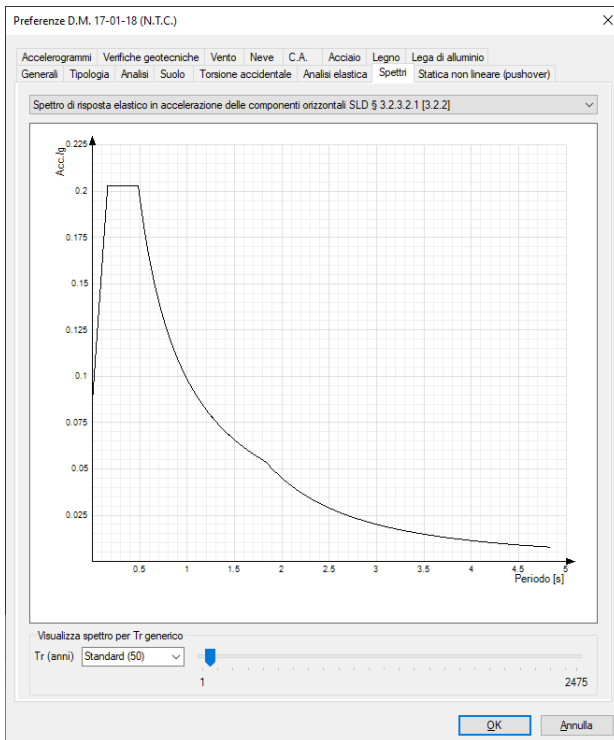 Preferenze D.M. 17-01-18 (N.T.C.)
Accelerogrammi Verifiche geotecniche Vento Neve C.A. Acciaio Legno Lega di alluminio
Generali Tipologia Analisi Suolo Torsione accidentale Analisi elastica Spettri Statica non lineare (pushover)
Spettro di risposta elastico in accelerazione delle componenti orizzontali SLD § 3.2.3.2.1 [3.2.2]
Acc./g
0.225
0.2
0.175
0.15
0.125
0.1
0.075
0.05
0.025
0.5 1 1.5 2 2.5 3 3.5 4 4.5 5
Periodo [s]
Visualizza spettro per Tr generico
Tr (anni) Standard (50)
1 2475
OK Annulla